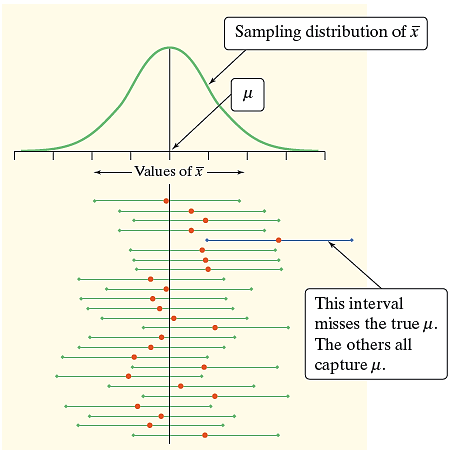 Sampling distribution of x̅
μ
Values of x̅
This interval
misses the true μ.
The others all
capture μ.